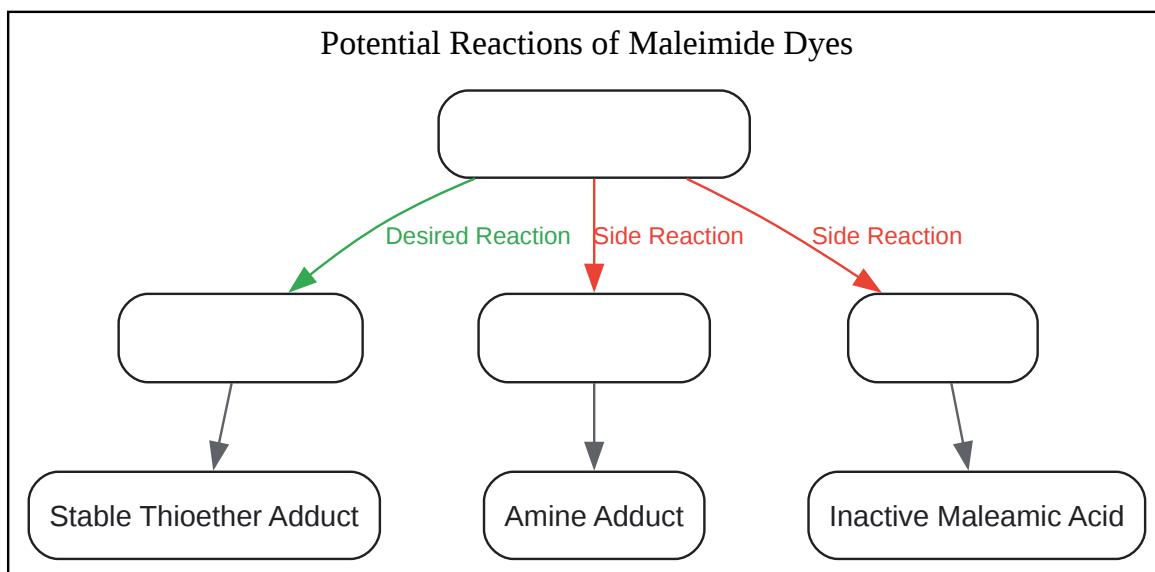 Potential Reactions of Maleimide Dyes
Desired Reaction
Side Reaction
Side Reaction
Stable Thioether Adduct
Amine Adduct
Inactive Maleamic Acid